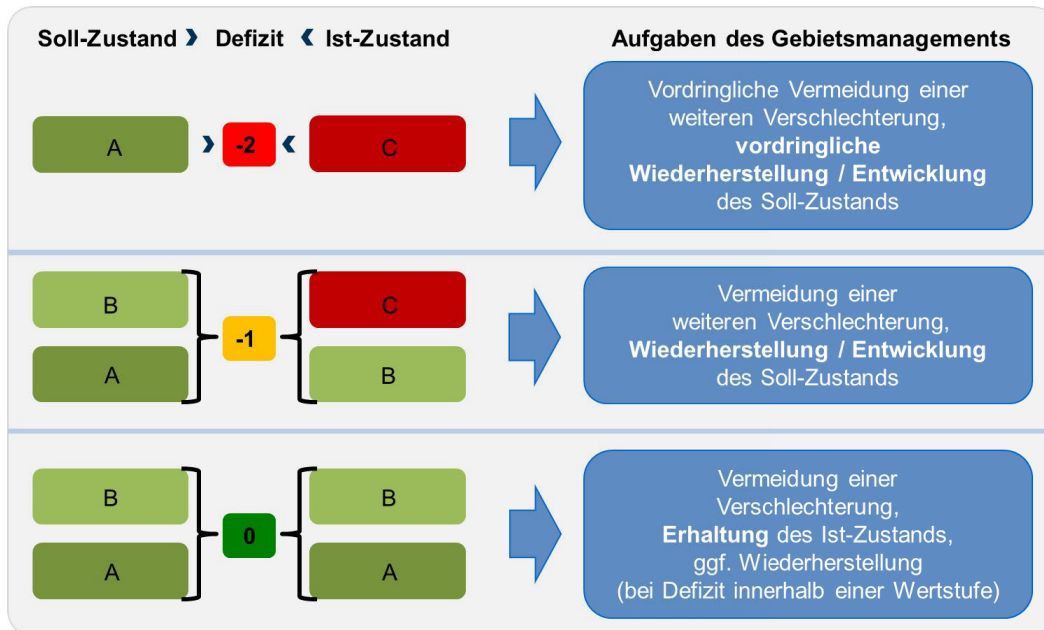 Soll-Zustand › Defizit ‹ Ist-Zustand
Aufgaben des Gebietsmanagements
A › -2 ‹ C
Vordringliche Vermeidung einer
weiteren Verschlechterung,
vordringliche
Wiederherstellung / Entwicklung
des Soll-Zustands
B
A
-1
C
B
Vermeidung einer
weiteren Verschlechterung,
Wiederherstellung / Entwicklung
des Soll-Zustands
B
A
0
B
A
Vermeidung einer
Verschlechterung,
Erhaltung des Ist-Zustands,
ggf. Wiederherstellung
(bei Defizit innerhalb einer Wertstufe)